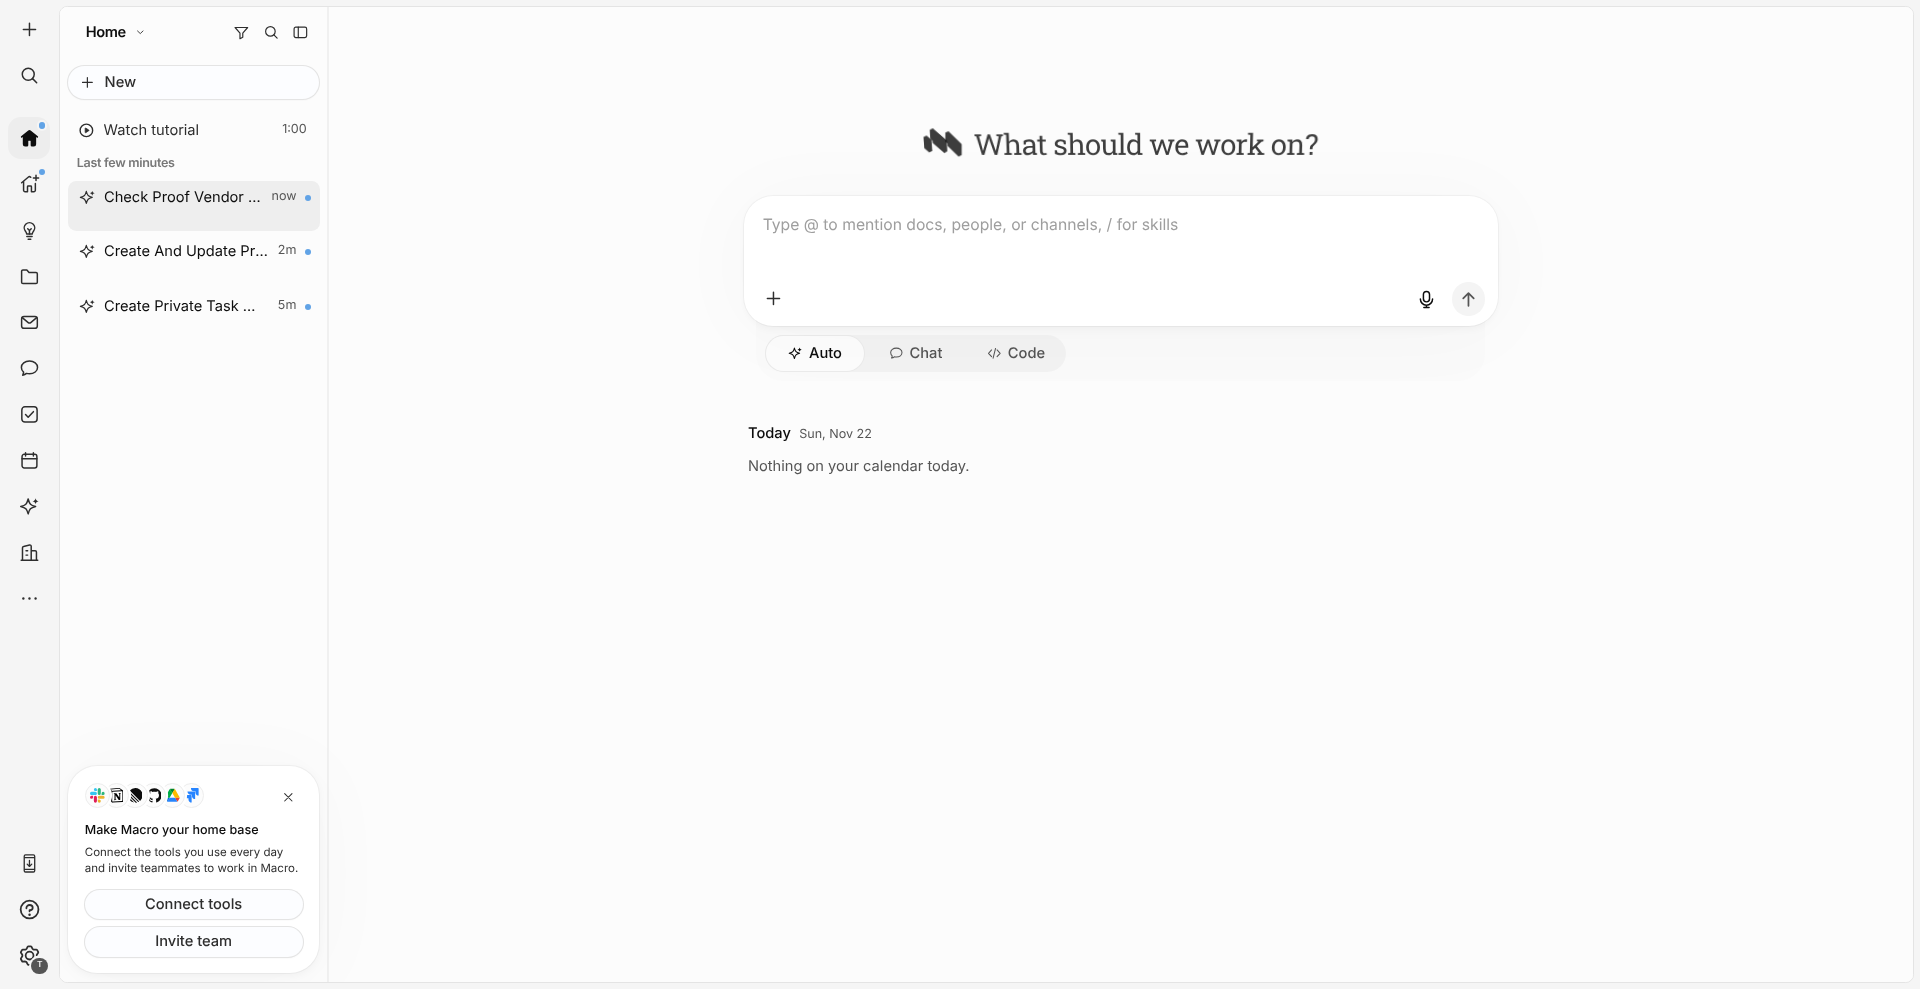 Home
New
Watch tutorial 1:00
Last few minutes
Check Proof Vendor ... now
Create And Update Pr... 2m
Create Private Task ... 5m
Make Macro your home base
Connect the tools you use every day
and invite teammates to work in Macro.
Connect tools
Invite team
T
What should we work on?
Type @ to mention docs, people, or channels, / for skills
Auto Chat Code
Today Sun, Nov 22
Nothing on your calendar today.